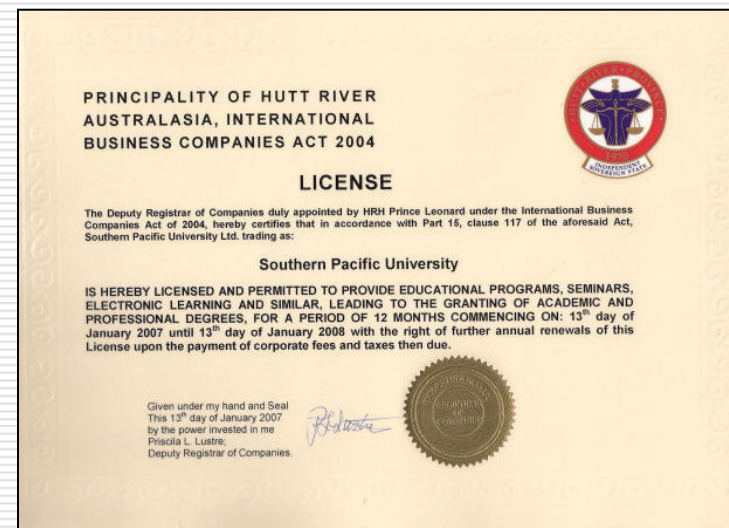 PRINCIPALITY OF HUTT RIVER
AUSTRALASIA, INTERNATIONAL
BUSINESS COMPANIES ACT 2004
HUTT RIVER PROVINCE
1970
INDEPENDENT
SOVEREIGN STATE
LICENSE
The Deputy Registrar of Companies duly appointed by HRH Prince Leonard under the International Business
Companies Act of 2004, hereby certifies that in accordance with Part 15, clause 117 of the aforesaid Act,
Southern Pacific University Ltd. trading as:
Southern Pacific University
IS HEREBY LICENSED AND PERMITTED TO PROVIDE EDUCATIONAL PROGRAMS, SEMINARS,
ELECTRONIC LEARNING AND SIMILAR, LEADING TO THE GRANTING OF ACADEMIC AND
PROFESSIONAL DEGREES, FOR A PERIOD OF 12 MONTHS COMMENCING ON: 13th day of
January 2007 until 13th day of January 2008 with the right of further annual renewals of this
License upon the payment of corporate fees and taxes then due.
Given under my hand and Seal
This 13th day of January 2007
by the power invested in me
Priscila L. Lustre;
Deputy Registrar of Companies.